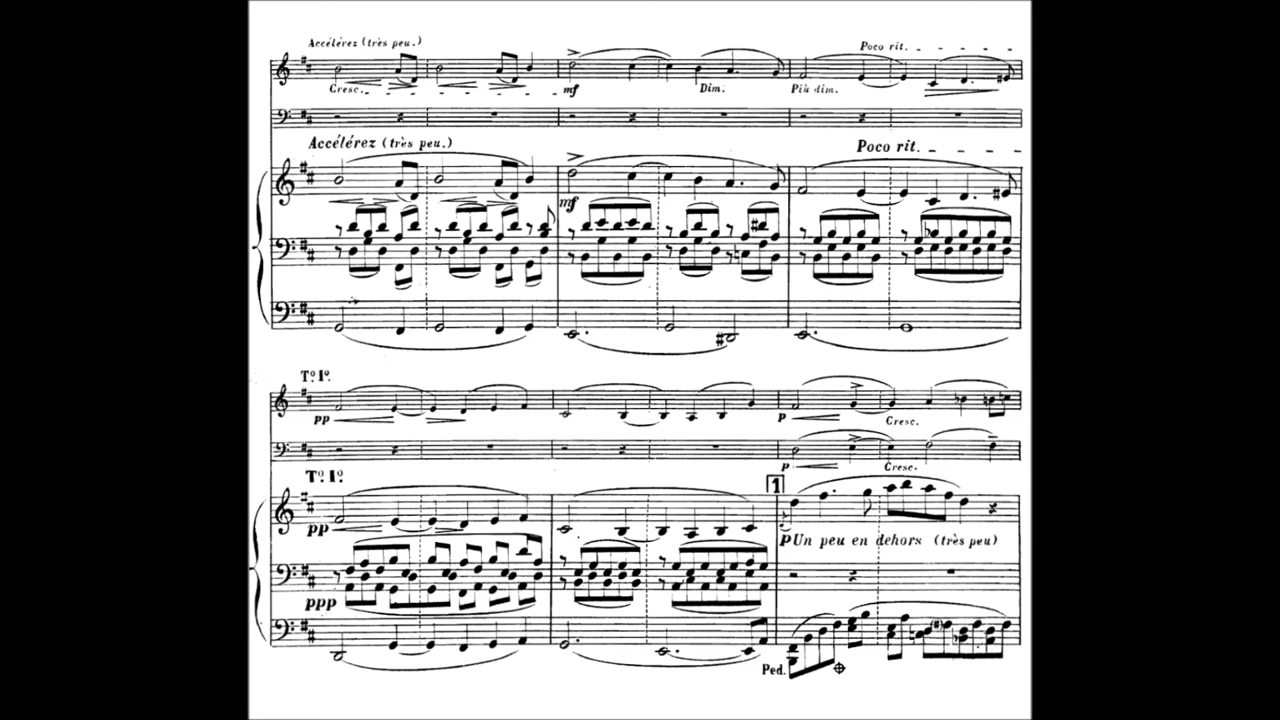 Accélérez (très peu.)
Poco rit.
Cresc.
mf
Dim.
Più dim.
Accélérez (très peu.)
Poco rit.
mf
Tº Iº
pp
p
Cresc.
p
Cresc.
Tº Iº
1
pp
p Un peu en dehors (très peu)
ppp
Ped.